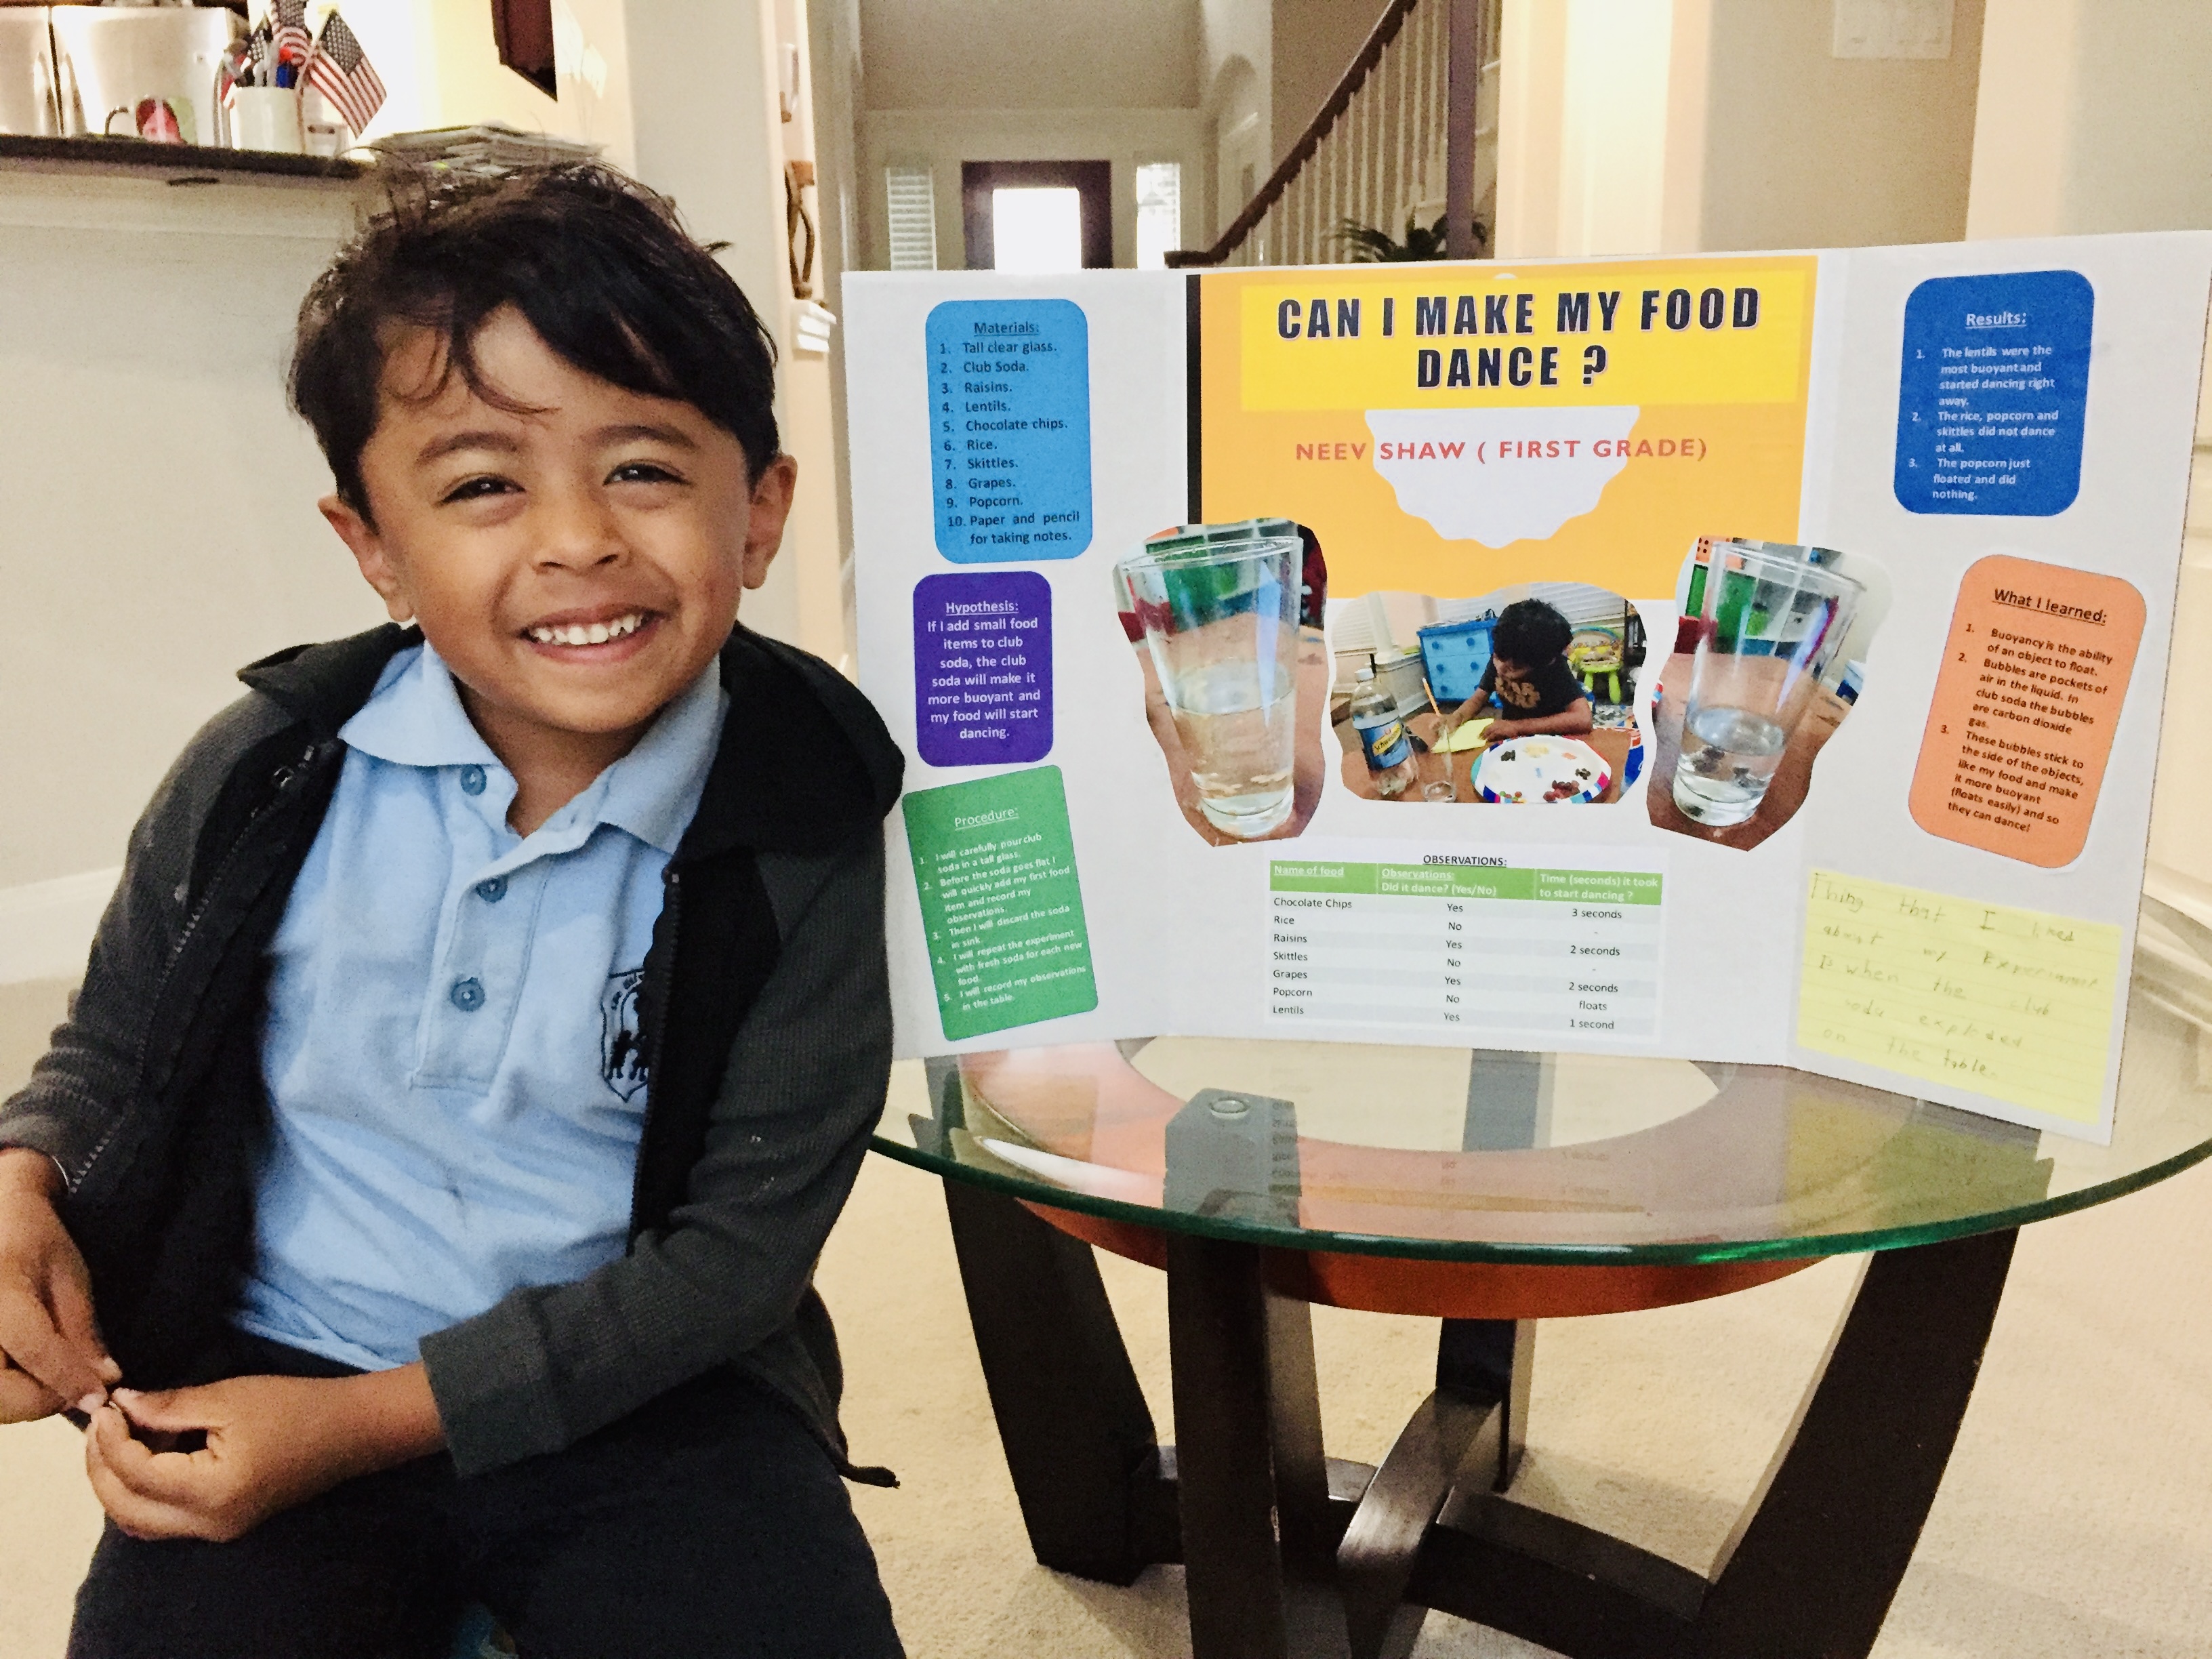 Materials:
1. Tall clear glass.
2. Club Soda.
3. Raisins.
4. Lentils.
5. Chocolate chips.
6. Rice.
7. Skittles.
8. Grapes.
9. Popcorn.
10. Paper and pencil
for taking notes.
Hypothesis:
If I add small food
items to club
soda, the club
soda will make it
more buoyant and
my food will start
dancing.
Procedure:
1. I will carefully pour club
soda in a tall glass.
2. Before the soda goes flat I
will quickly add my first food
item and record my
observations.
3. Then I will discard the soda
in sink.
4. I will repeat the experiment
with fresh soda for each new
food.
5. I will record my observations
in the table.
CAN I MAKE MY FOOD
DANCE ?
NEEV SHAW ( FIRST GRADE)
OBSERVATIONS:
Name of food Observations: Time (seconds) it took
Did it dance? (Yes/No) to start dancing ?
Chocolate Chips Yes 3 seconds
Rice No -
Raisins Yes 2 seconds
Skittles No -
Grapes Yes 2 seconds
Popcorn No floats
Lentils Yes 1 second
Results:
1. The lentils were the
most buoyant and
started dancing right
away.
2. The rice, popcorn and
skittles did not dance
at all.
3. The popcorn just
floated and did
nothing.
What I learned:
1. Buoyancy is the ability
of an object to float.
2. Bubbles are pockets of
air in the liquid. In
club soda the bubbles
are carbon dioxide
gas.
3. These bubbles stick to
the side of the objects,
like my food and make
it more buoyant
(floats easily) and so
they can dance!
Thing that I liked
about my
is when the club
soda exploded
on the table.